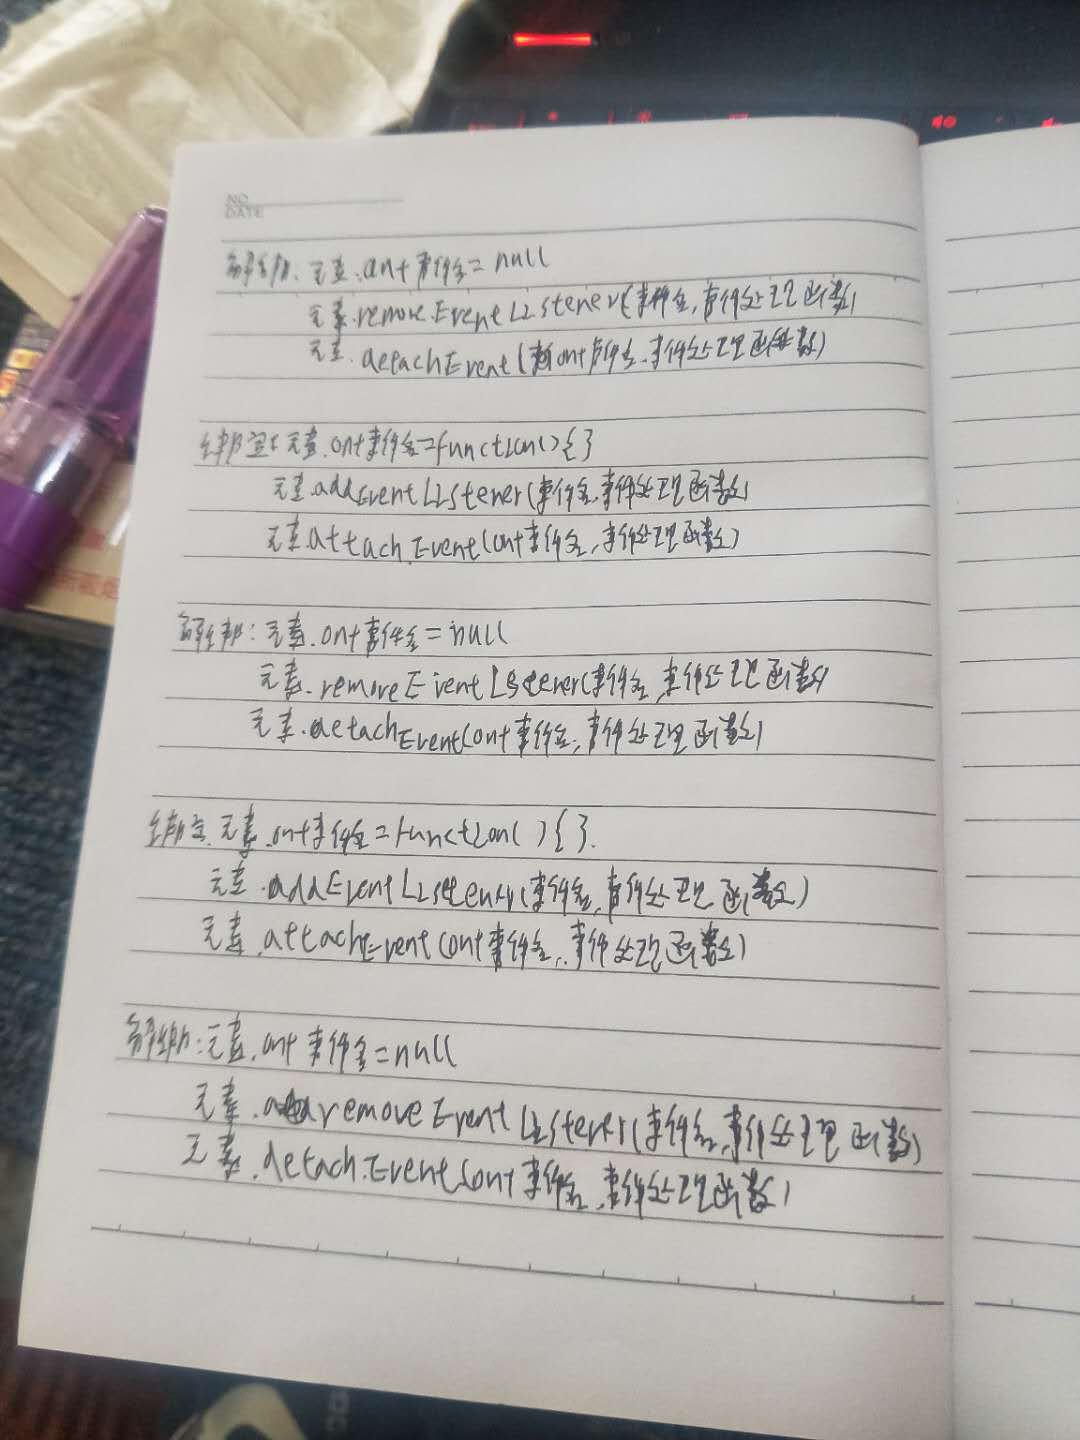 NO
DATE
解绑: 元素.on+事件名=null
元素.removeEventListener(事件名,事件处理函数)
元素.detachEvent(on+事件名,事件处理函数)
绑定: 元素.on+事件名=function(){}
元素.addEventListener(事件名,事件处理函数)
元素.attachEvent(on+事件名,事件处理函数)
解绑: 元素.on+事件名=null
元素.removeEventListener(事件名,事件处理函数)
元素.detachEvent(on+事件名,事件处理函数)
绑定 元素.on+事件名=function(){}.
元素.addEventListener(事件名,事件处理函数)
元素.attachEvent(on+事件名,事件处理函数)
解绑: 元素.on+事件名=null
元素.removeEventListener(事件名,事件处理函数)
元素.detach.Event(on+事件名,事件处理函数)